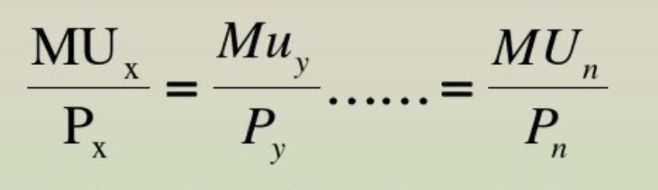 MUx / Px = Muy / Py ...... = MUn / Pn